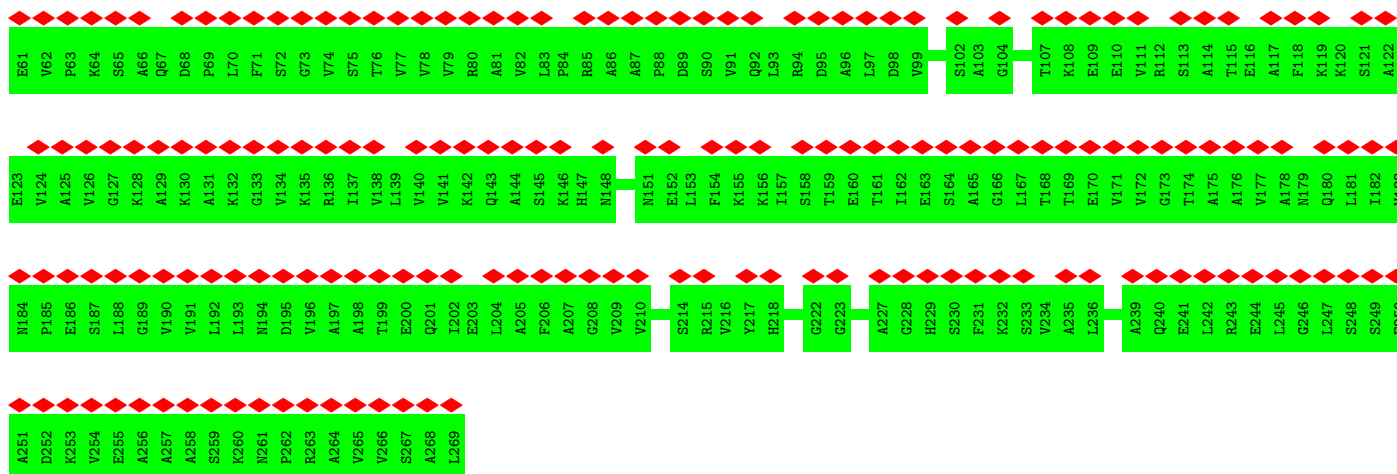 E61 V62 P63 K64 S65 A66 Q67 D68 P69 L70 F71 S72 G73 V74 S75 T76 V77 V78 V79 R80 A81 V82 L83 P84 R85 A86 A87 P88 D89 S90 V91 Q92 L93 R94 D95 A96 L97 D98 V99 S102 A103 G104 T107 K108 E109 E110 V111 R112 S113 A114 T115 E116 A117 F118 K119 K120 S121 A122
E123 V124 A125 V126 G127 K128 A129 K130 A131 K132 G133 V134 K135 R136 I137 V138 L139 V140 V141 K142 Q143 A144 S145 K146 H147 N148 N151 E152 L153 F154 K155 K156 I157 S158 T159 E160 T161 I162 E163 S164 A165 G166 L167 T168 T169 E170 V171 V172 G173 T174 A175 A176 V177 A178 N179 Q180 L181 I182
N184 P185 E186 S187 L188 G189 V190 V191 L192 L193 N194 D195 V196 A197 A198 T199 E200 Q201 I202 E203 L204 A205 F206 A207 G208 V209 V210 S214 R215 V216 Y217 H218 G222 G223 A227 G228 H229 S230 F231 K232 S233 V234 A235 L236 A239 Q240 E241 L242 R243 E244 L245 G246 L247 S248 S249
A251 D252 K253 V254 E255 A256 A257 A258 S259 K260 N261 P262 R263 A264 V265 V266 S267 A268 L269